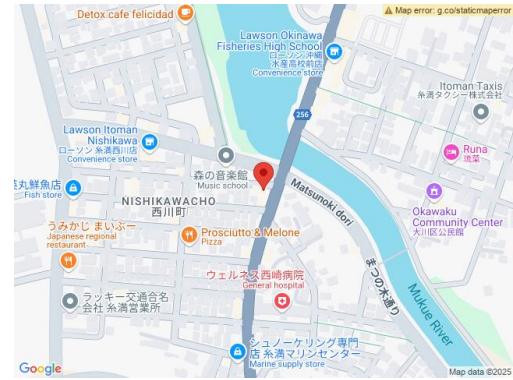 Detox cafe felicidad
Map error: g.co/staticmaperror
Lawson Okinawa
Fisheries High School
ローソン 沖縄
水産高校前店
Convenience store
256
Itoman Taxis
糸満タクシー株式会社
Lawson Itoman
Nishikawa
ローソン 糸満西川店
Convenience store
森の音楽館
Music school
Runa
琉菜
丸鮮魚店
Fish store
NISHIKAWACHO
西川町
Matsunoki dori
Okawaku
Community Center
大川区公民館
うみかじ まいふー
Japanese regional
restaurant
Prosciutto & Melone
Pizza
まつの木通り
Mukue River
ウェルネス西崎病院
General hospital
ラッキー交通合名
会社 糸満営業所
シュノーケリング専門
店 糸満マリンセンター
Marine supply store
Google
Map data ©2025